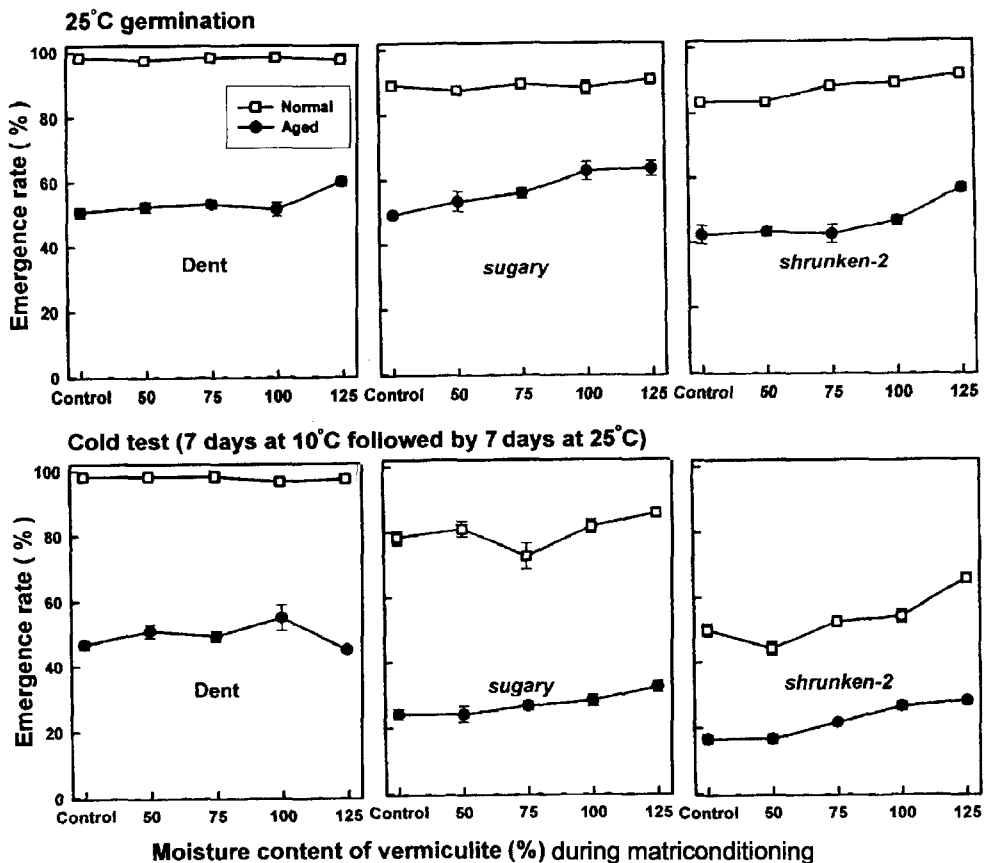 25°C germination
Emergence rate ( % )
100
80
60
40
20
0
Normal
Aged
Dent
sugary
shrunken-2
Control 50 75 100 125
Control 50 75 100 125
Control 50 75 100 125
Cold test (7 days at 10°C followed by 7 days at 25°C)
Emergence rate ( % )
100
80
60
40
20
0
Dent
sugary
shrunken-2
Control 50 75 100 125
Control 50 75 100 125
Control 50 75 100 125
Moisture content of vermiculite (%) during matriconditioning